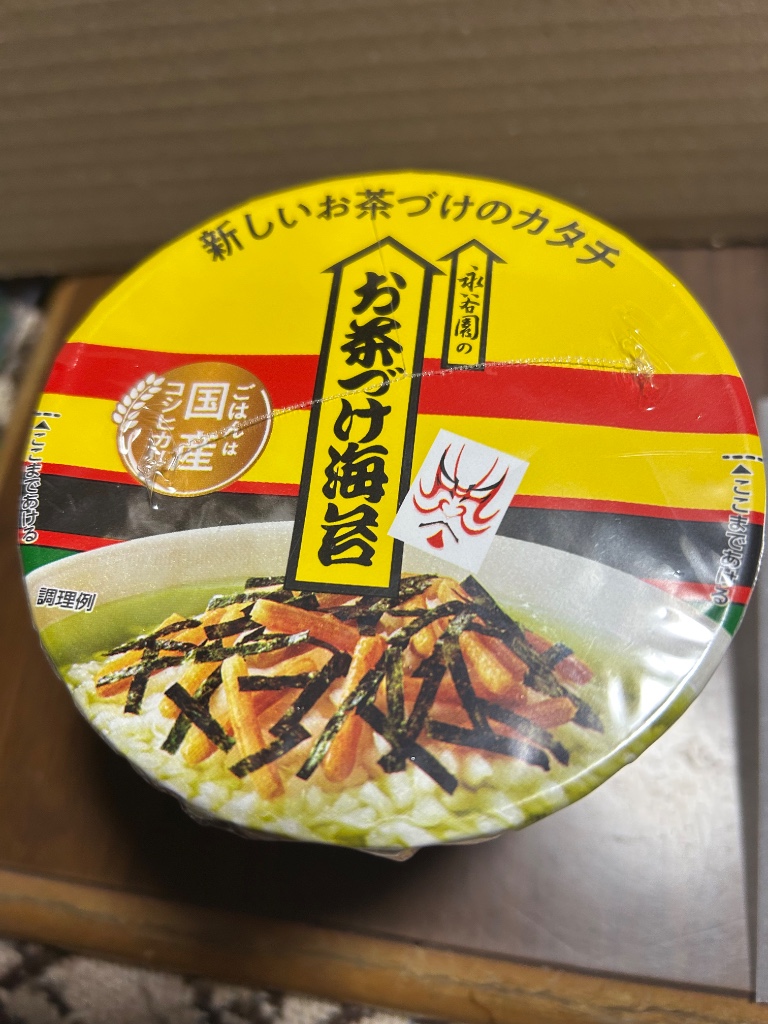 新しいお茶づけのカタチ
永谷園の
お茶づけ海苔
ごはんは
国産
コシヒカリ
ここまであける
ここまであける
調理例